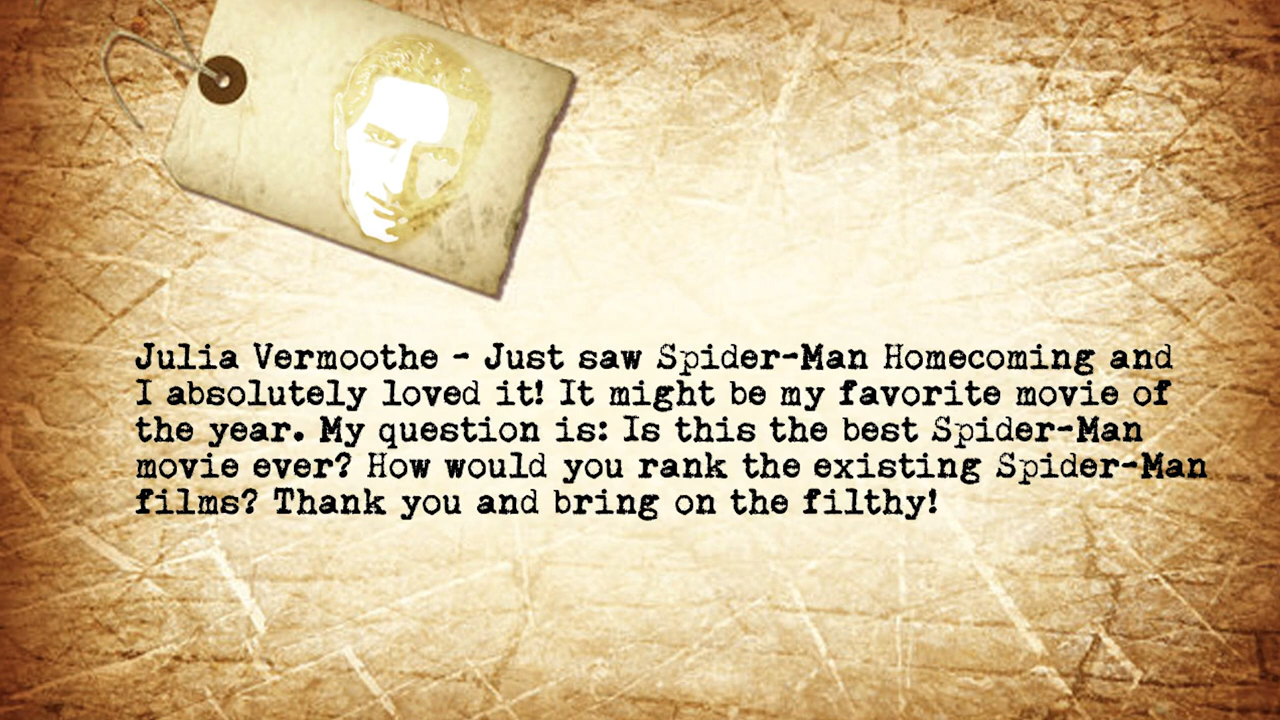 Julia Vermoothe - Just saw Spider-Man Homecoming and
I absolutely loved it! It might be my favorite movie of
the year. My question is: Is this the best Spider-Man
movie ever? How would you rank the existing Spider-Man
films? Thank you and bring on the filthy!